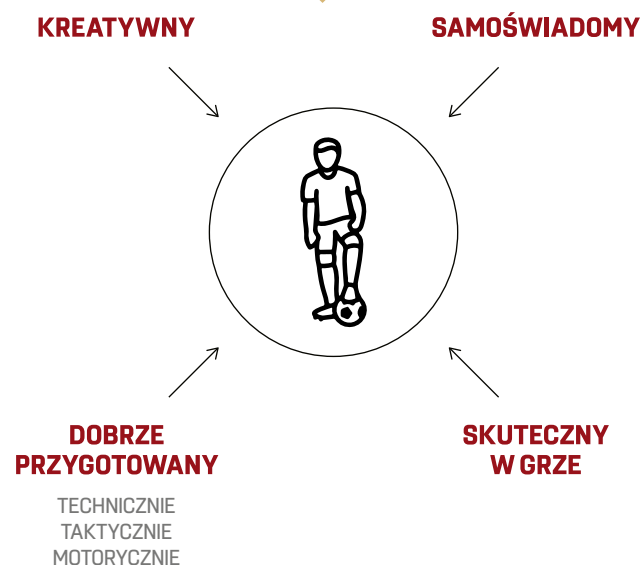 KREATYWNY
SAMOŚWIADOMY
DOBRZE
PRZYGOTOWANY
TECHNICZNIE
TAKTYCZNIE
MOTORYCZNIE
SKUTECZNY
W GRZE